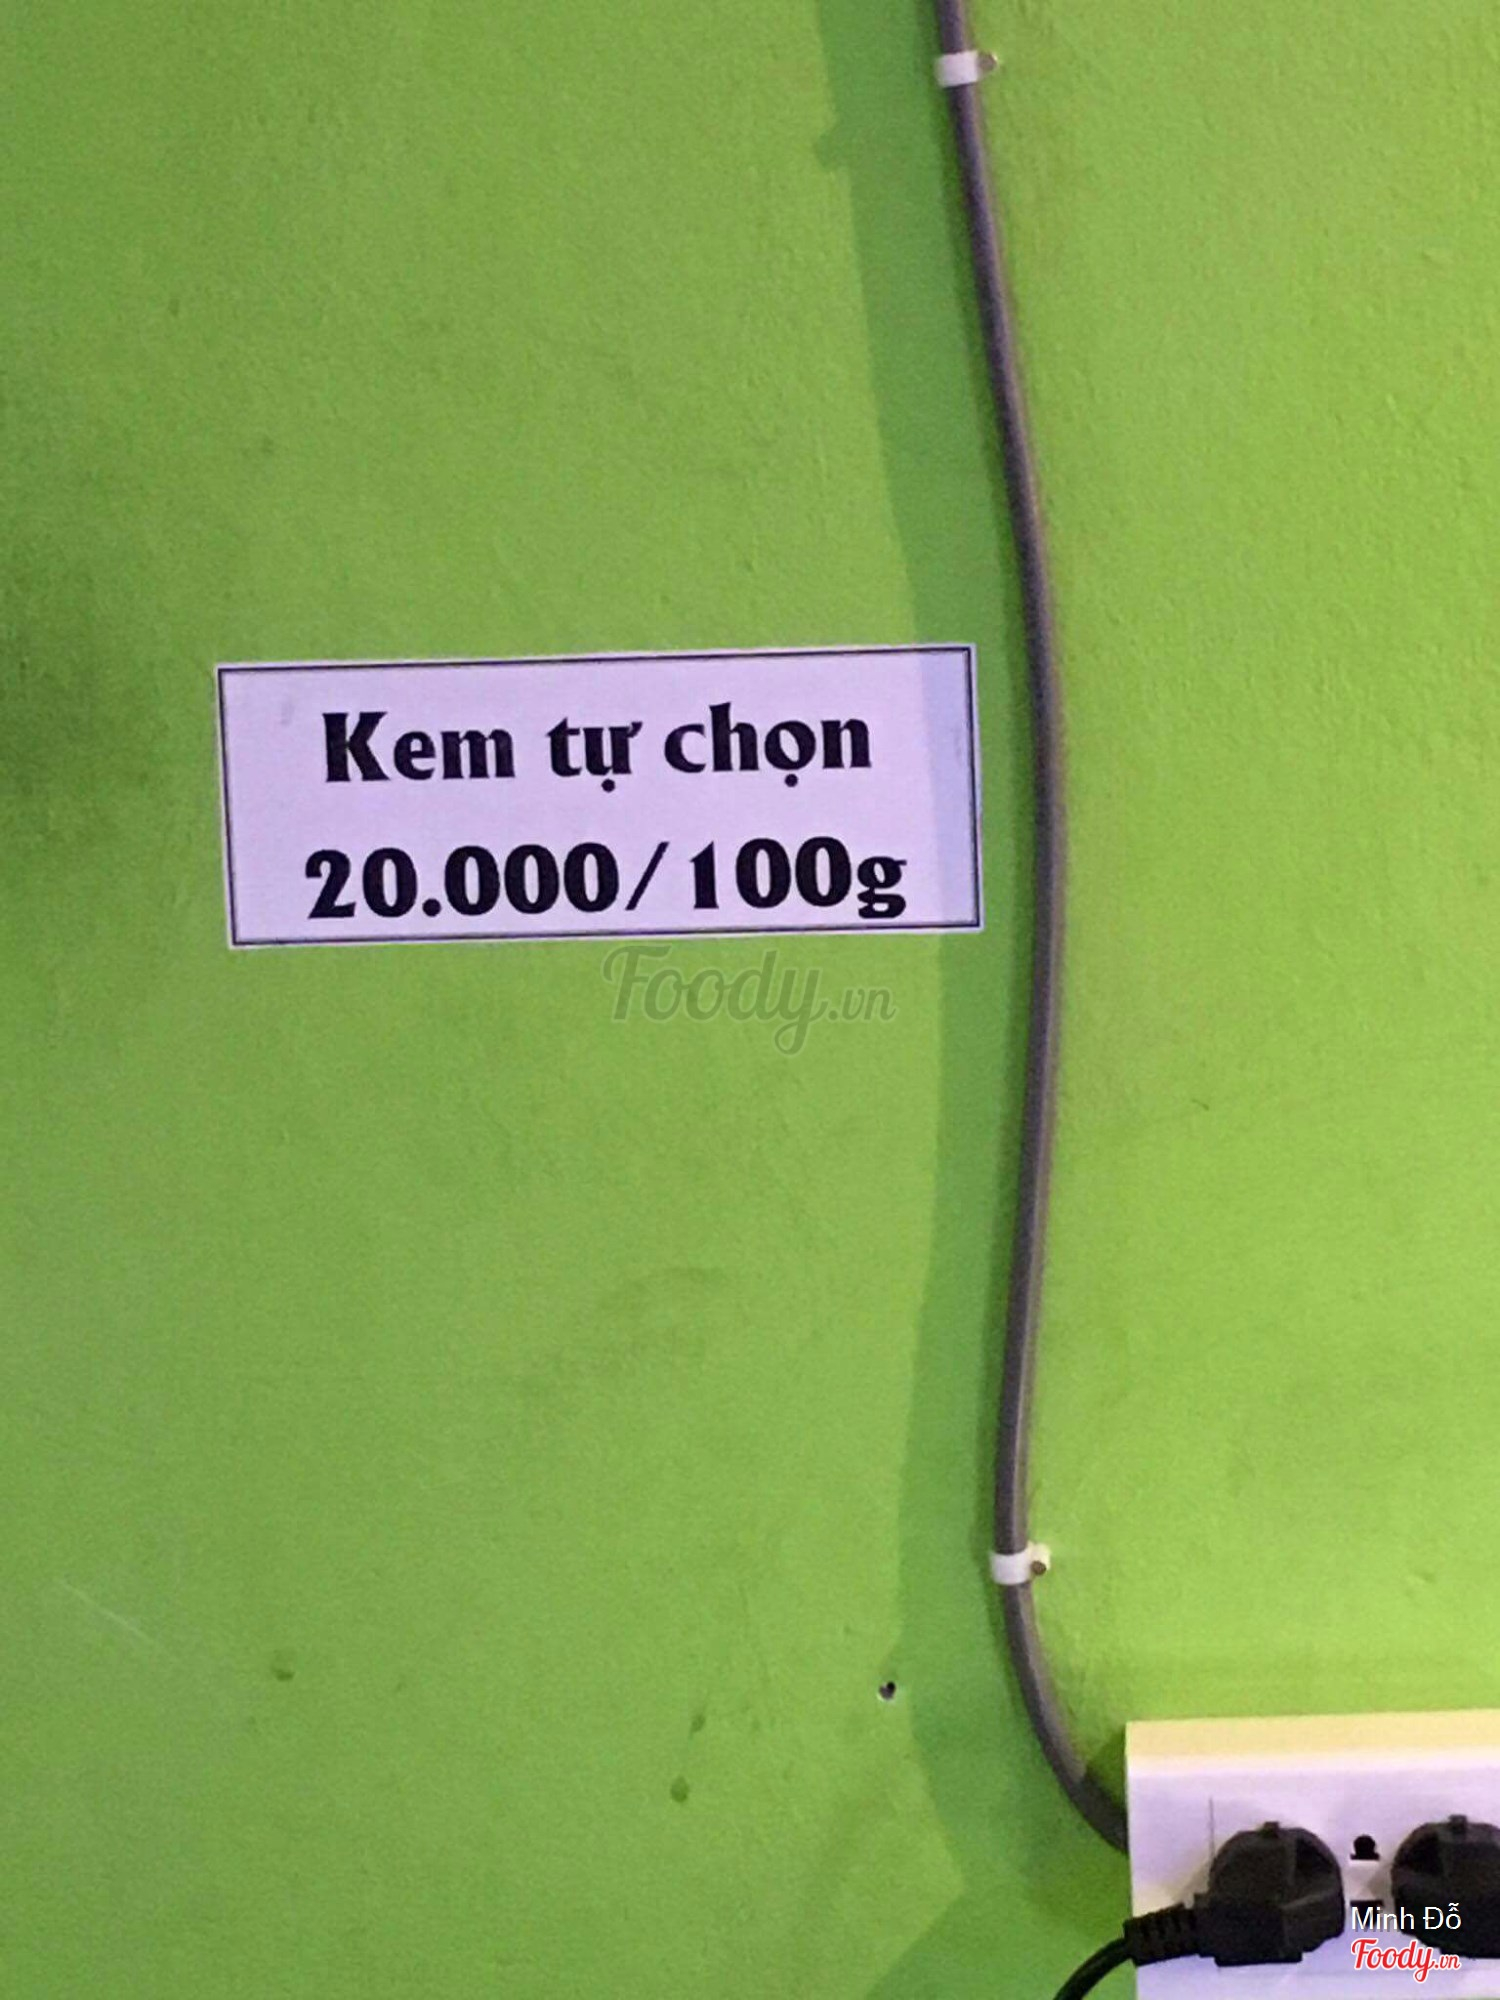 Kem tự chọn
20.000/100g
Foody.vn
Minh Đỗ
Foody.vn